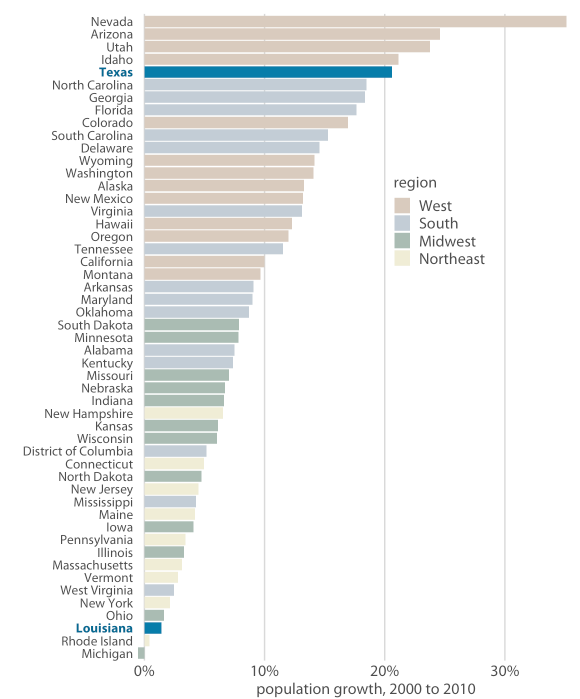 Nevada
Arizona
Utah
Idaho
Texas
North Carolina
Georgia
Florida
Colorado
South Carolina
Delaware
Wyoming
Washington
Alaska
New Mexico
Virginia
Hawaii
Oregon
Tennessee
California
Montana
Arkansas
Maryland
Oklahoma
South Dakota
Minnesota
Alabama
Kentucky
Missouri
Nebraska
Indiana
New Hampshire
Kansas
Wisconsin
District of Columbia
Connecticut
North Dakota
New Jersey
Mississippi
Maine
Iowa
Pennsylvania
Illinois
Massachusetts
Vermont
West Virginia
New York
Ohio
Louisiana
Rhode Island
Michigan
region
West
South
Midwest
Northeast
0% 10% 20% 30%
population growth, 2000 to 2010